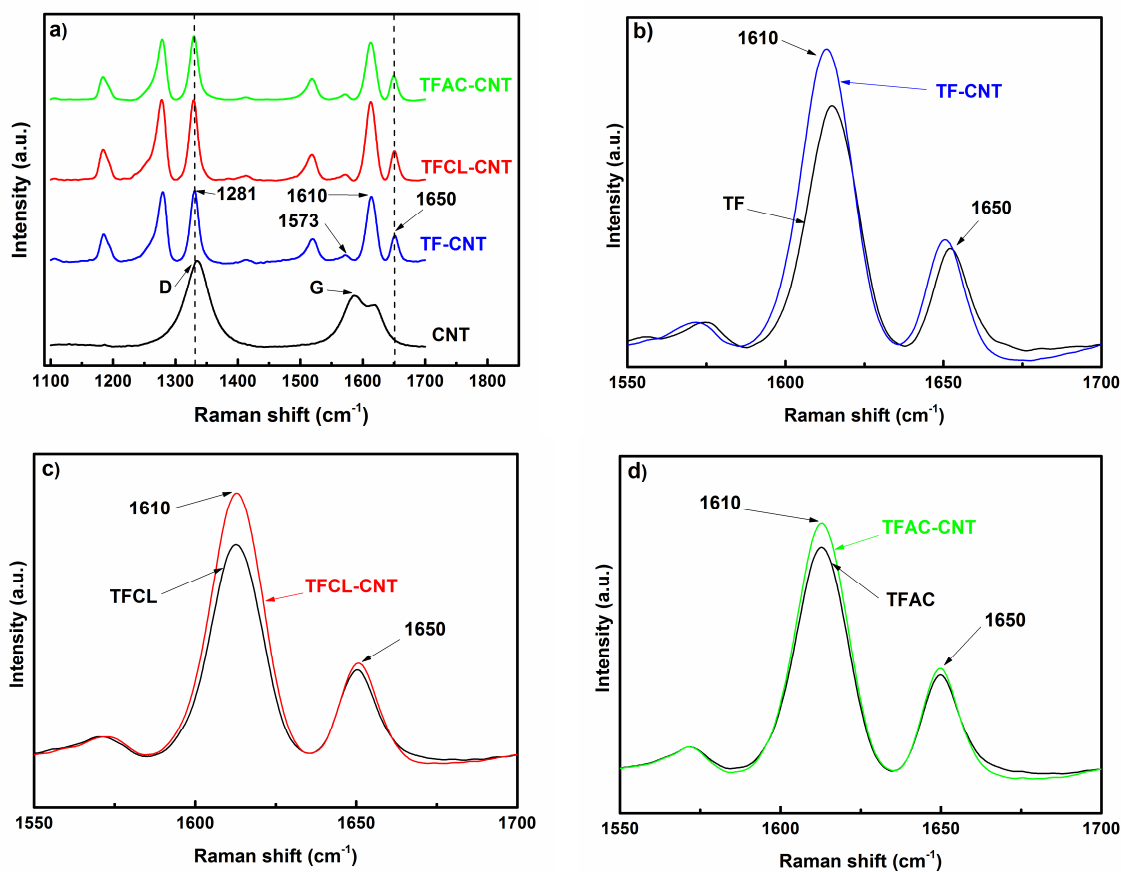 a)
TFAC-CNT
TFCL-CNT
1281
1610
1573
1650
TF-CNT
D
G
CNT
1100 1200 1300 1400 1500 1600 1700 1800
Raman shift (cm⁻¹)
Intensity (a.u.)
b)
1610
TF-CNT
TF
1650
1550 1600 1650 1700
Raman shift (cm⁻¹)
Intensity (a.u.)
c)
1610
TFCL
TFCL-CNT
1650
1550 1600 1650 1700
Raman shift (cm⁻¹)
Intensity (a.u.)
d)
1610
TFAC-CNT
TFAC
1650
1550 1600 1650 1700
Raman shift (cm⁻¹)
Intensity (a.u.)